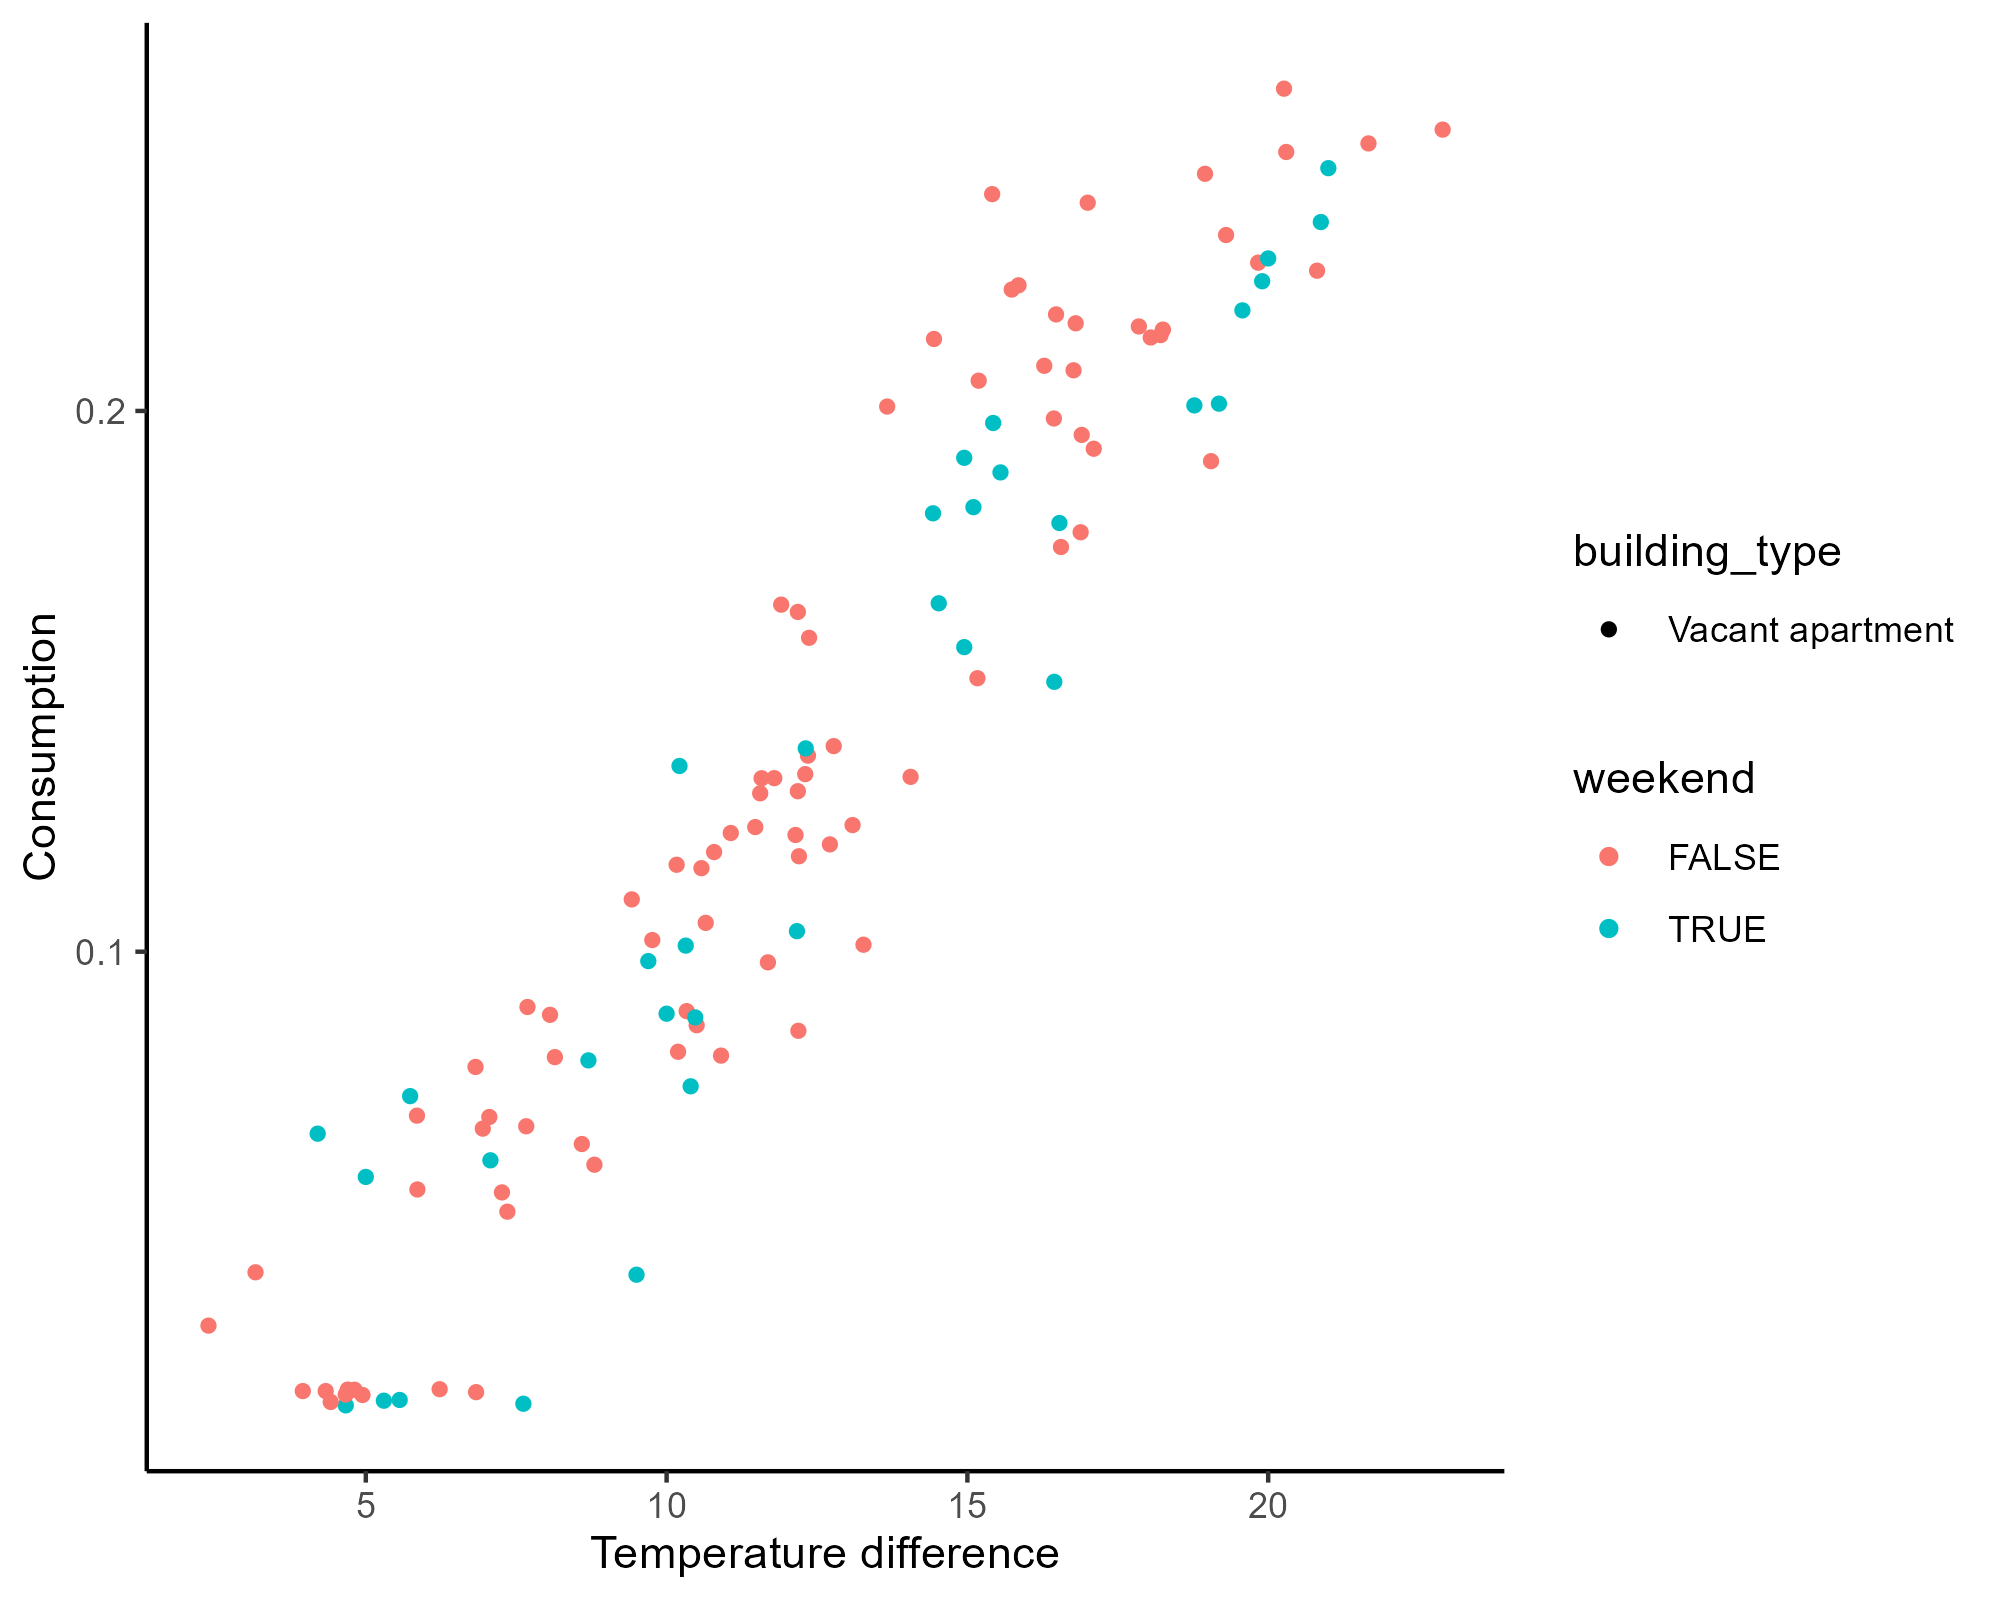 Consumption
0.2
0.1
5 10 15 20
Temperature difference
building_type
Vacant apartment
weekend
FALSE
TRUE